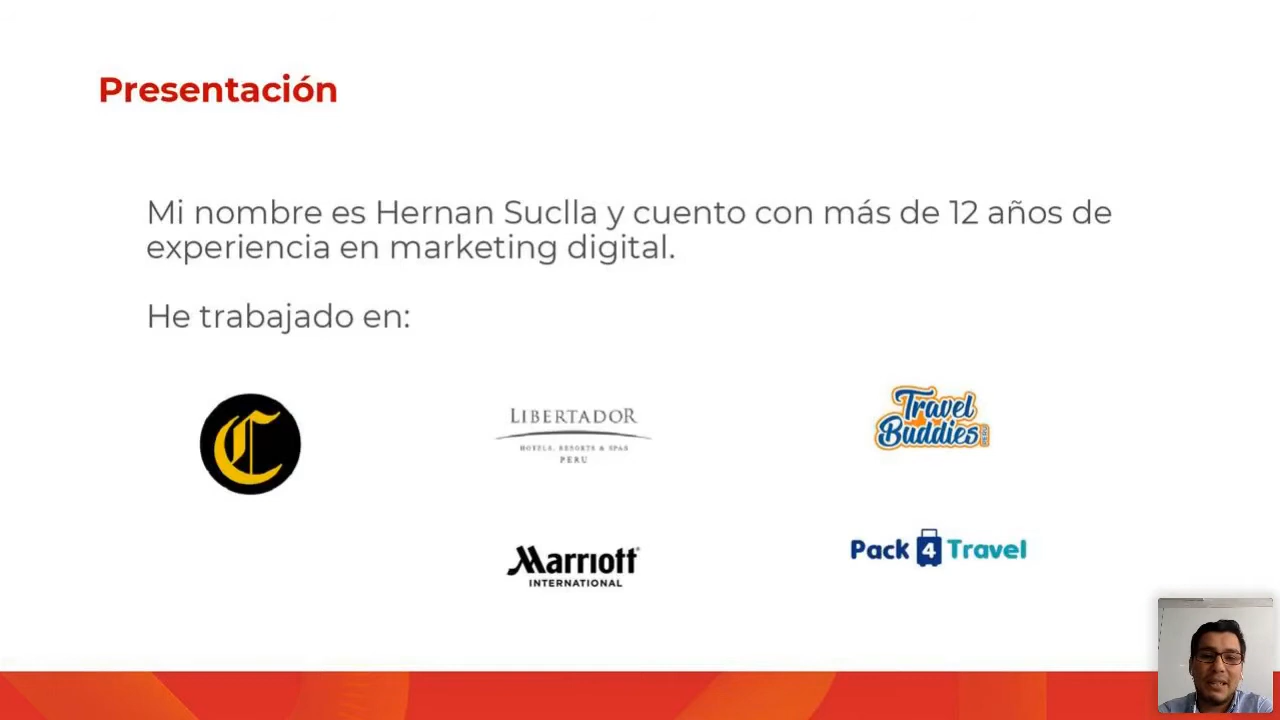 Presentación
Mi nombre es Hernan Suclla y cuento con más de 12 años de
experiencia en marketing digital.
He trabajado en:
C
LIBERTADOR
HOTELS, RESORTS & SPAS
PERU
Travel
Buddies
PERU
Marriott
INTERNATIONAL
Pack 4 Travel